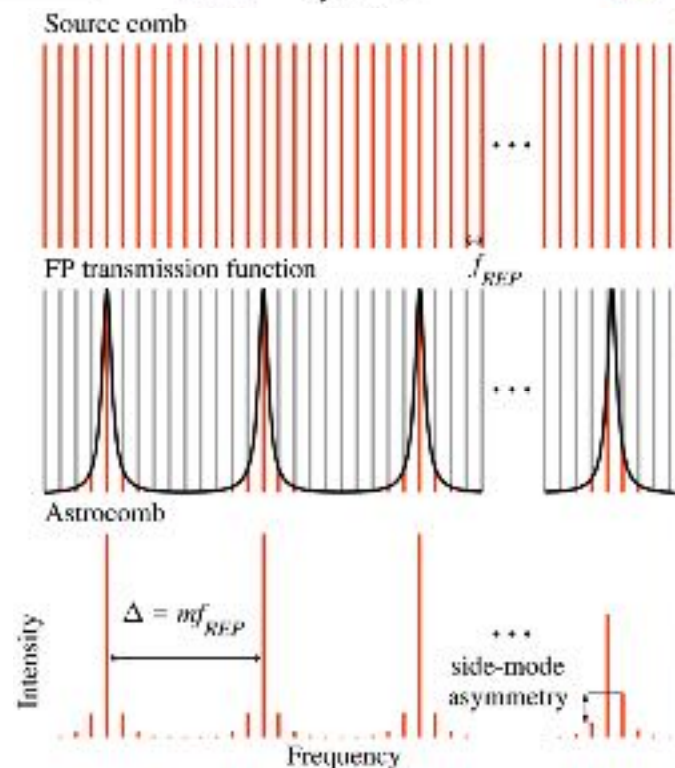 Source comb
• • •
f_REP
FP transmission function
• • •
Astrocomb
Δ = mf_REP
• • •
side-mode
asymmetry
Intensity
Frequency